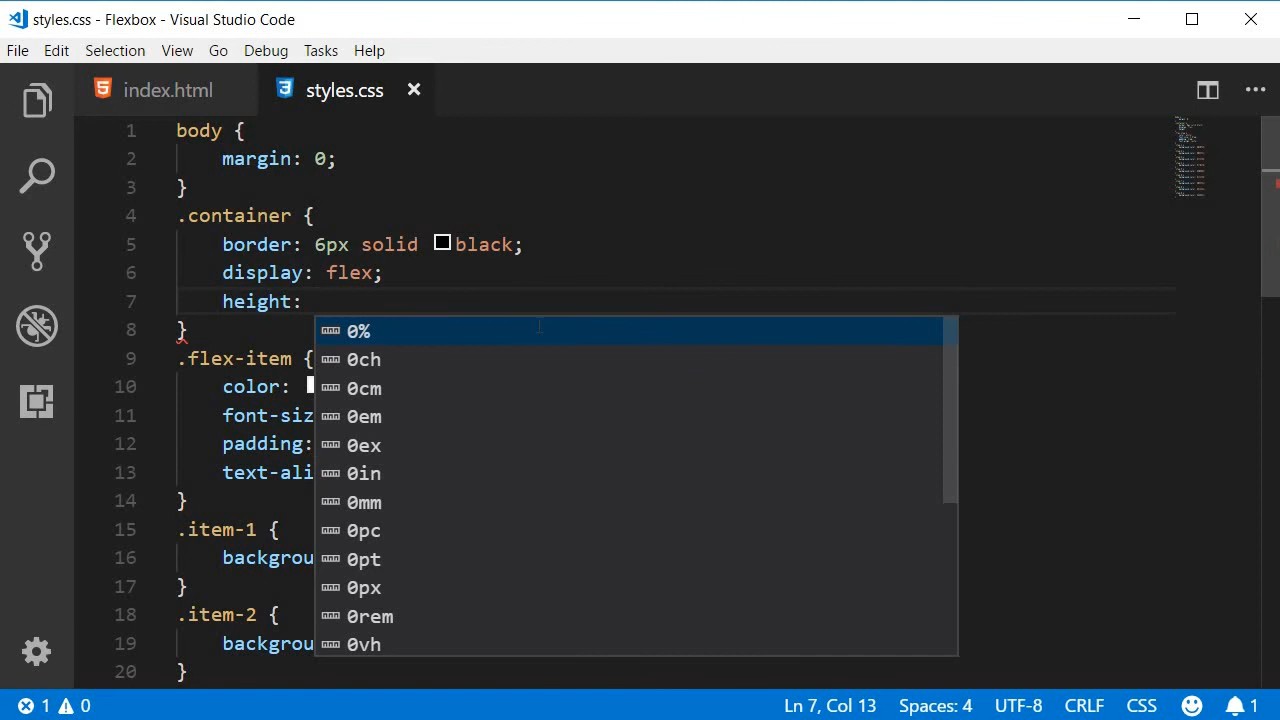 styles.css - Flexbox - Visual Studio Code
File Edit Selection View Go Debug Tasks Help
index.html styles.css
1 body {
2 margin: 0;
3 }
4 .container {
5 border: 6px solid black;
6 display: flex;
7 height:
8 }
9 .flex-item {
10 color:
11 font-siz
12 padding:
13 text-ali
14 }
15 .item-1 {
16 backgrou
17 }
18 .item-2 {
19 backgrou
20 }
0%
0ch
0cm
0em
0ex
0in
0mm
0pc
0pt
0px
0rem
0vh
1 0 Ln 7, Col 13 Spaces: 4 UTF-8 CRLF CSS 1